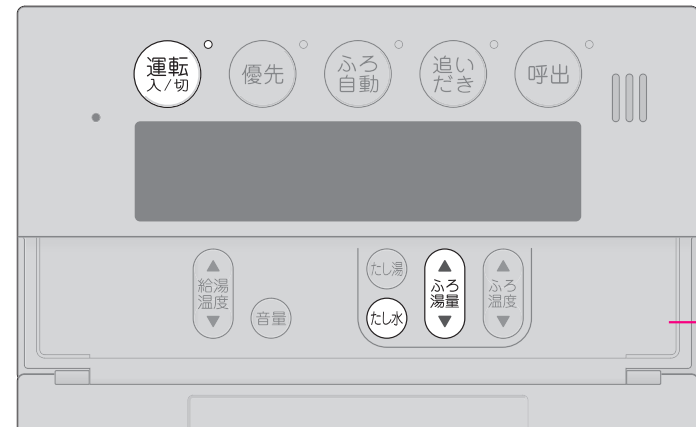 運転
入/切
優先
ふろ
自動
追い
だき
呼出
▲
給湯
温度
▼
音量
たし湯
たし水
▲
ふろ
湯量
▼
▲
ふろ
温度
▼